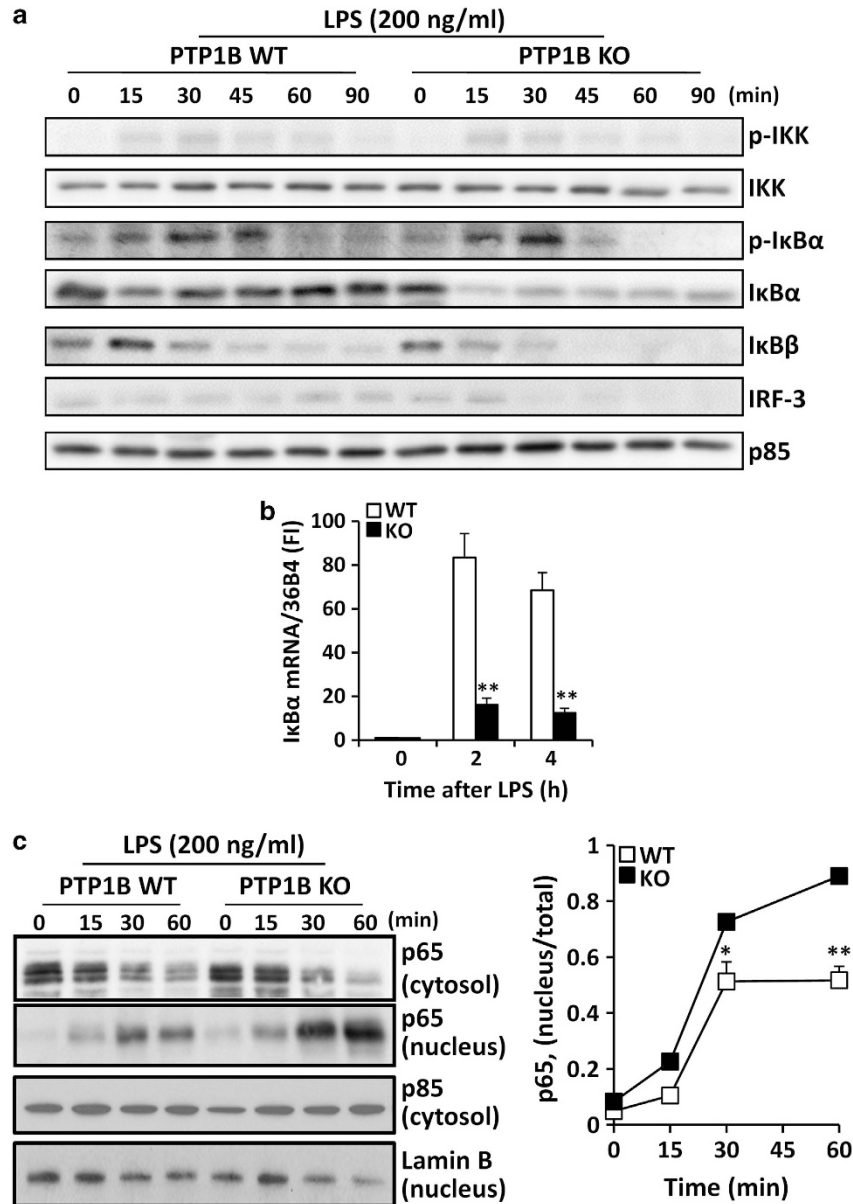 a
LPS (200 ng/ml)
PTP1B WT PTP1B KO
0 15 30 45 60 90 0 15 30 45 60 90 (min)
p-IKK
IKK
p-IκBα
IκBα
IκBβ
IRF-3
p85
b
WT
KO
IκBα mRNA/36B4 (FI)
100
80
60
40
20
0
** **
0 2 4
Time after LPS (h)
c
LPS (200 ng/ml)
PTP1B WT PTP1B KO
0 15 30 60 0 15 30 60 (min)
p65
(cytosol)
p65
(nucleus)
p85
(cytosol)
Lamin B
(nucleus)
WT
KO
p65, (nucleus/total)
1
0.8
0.6
0.4
0.2
0
* **
0 15 30 45 60
Time (min)